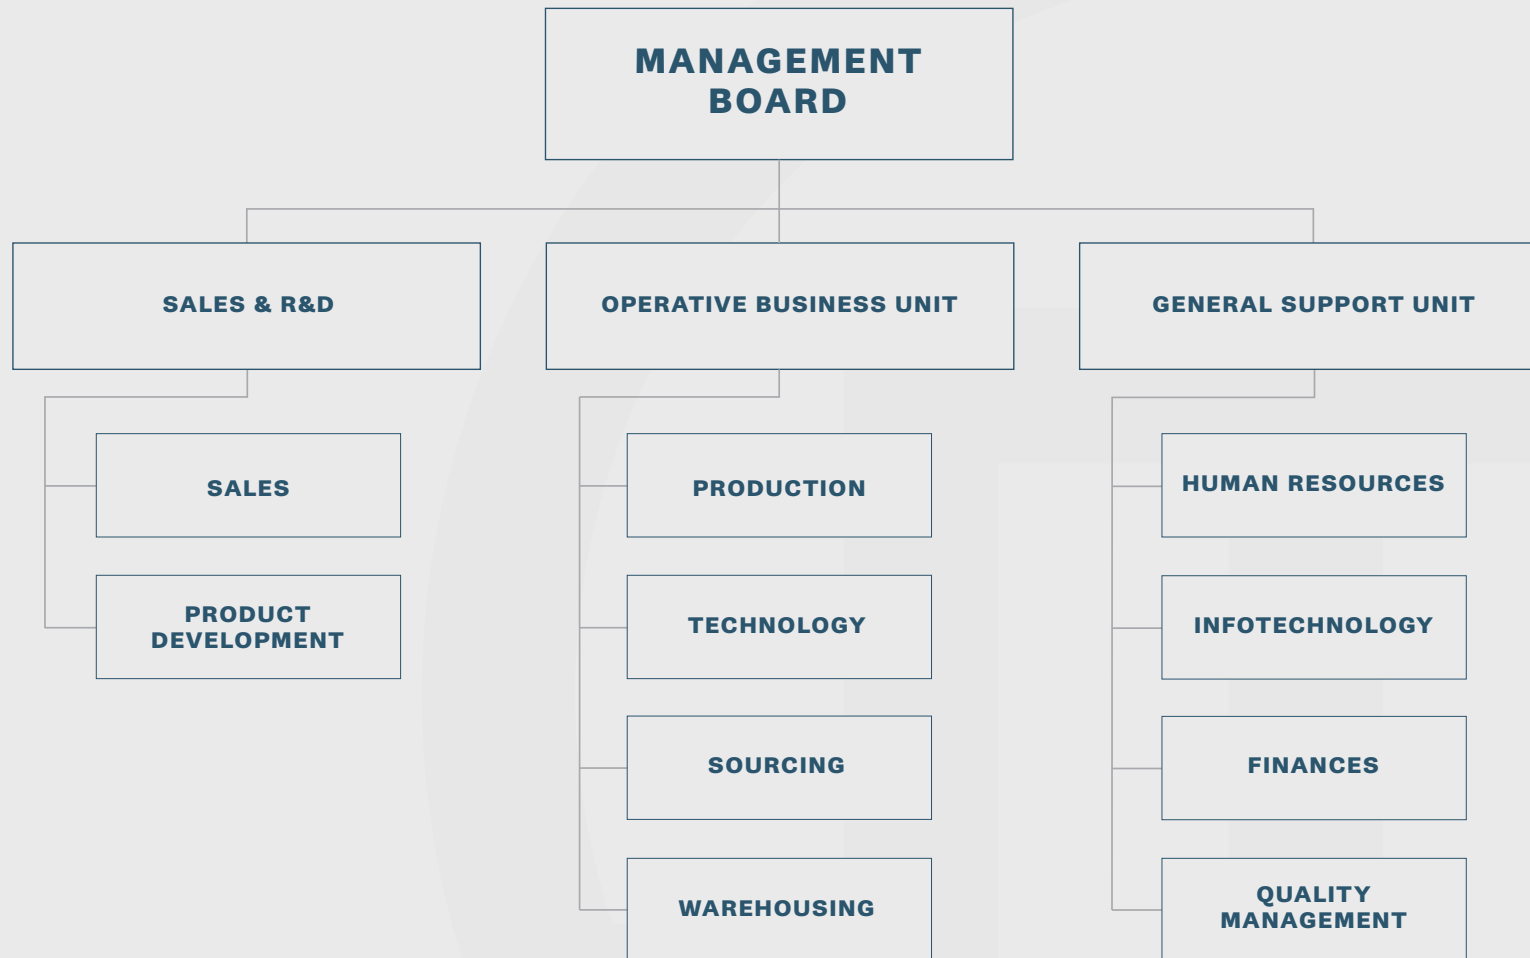 MANAGEMENT
BOARD
SALES & R&D
OPERATIVE BUSINESS UNIT
GENERAL SUPPORT UNIT
SALES
PRODUCT
DEVELOPMENT
PRODUCTION
TECHNOLOGY
SOURCING
WAREHOUSING
HUMAN RESOURCES
INFOTECHNOLOGY
FINANCES
QUALITY
MANAGEMENT